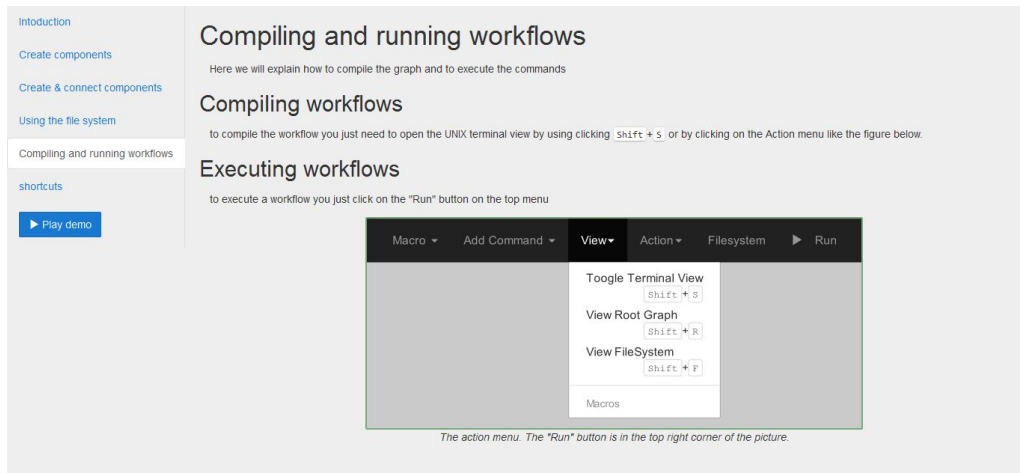 Intoduction
Create components
Create & connect components
Using the file system
Compiling and running workflows
shortcuts
Play demo
Compiling and running workflows
Here we will explain how to compile the graph and to execute the commands
Compiling workflows
to compile the workflow you just need to open the UNIX terminal view by using clicking Shift + S or by clicking on the Action menu like the figure below.
Executing workflows
to execute a workflow you just click on the "Run" button on the top menu
Macro Add Command View Action Filesystem Run
Toogle Terminal View
Shift + S
View Root Graph
Shift + R
View FileSystem
Shift + F
Macros
The action menu. The "Run" button is in the top right corner of the picture.